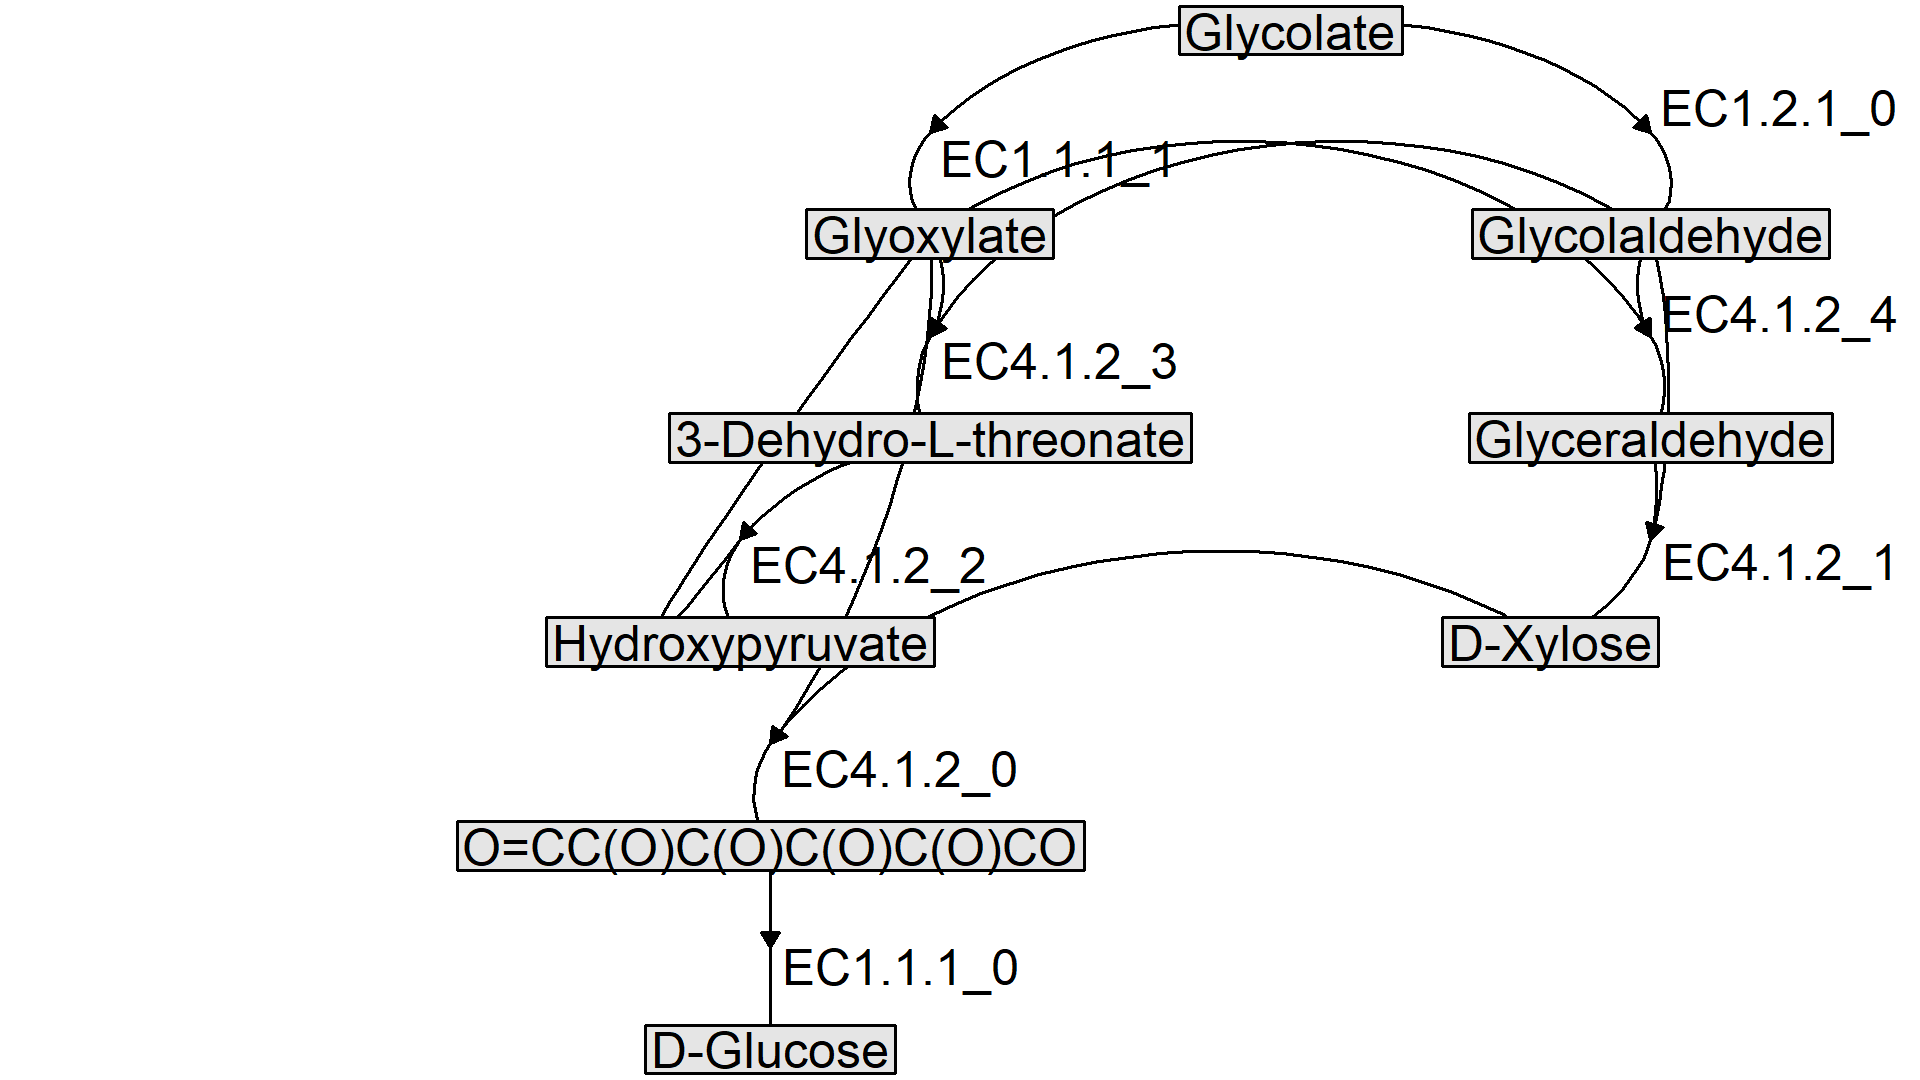 Glycolate
EC1.2.1_0
EC1.1.1_1
Glyoxylate
Glycolaldehyde
EC4.1.2_4
EC4.1.2_3
3-Dehydro-L-threonate
Glyceraldehyde
EC4.1.2_2
EC4.1.2_1
Hydroxypyruvate
D-Xylose
EC4.1.2_0
O=CC(O)C(O)C(O)C(O)CO
EC1.1.1_0
D-Glucose